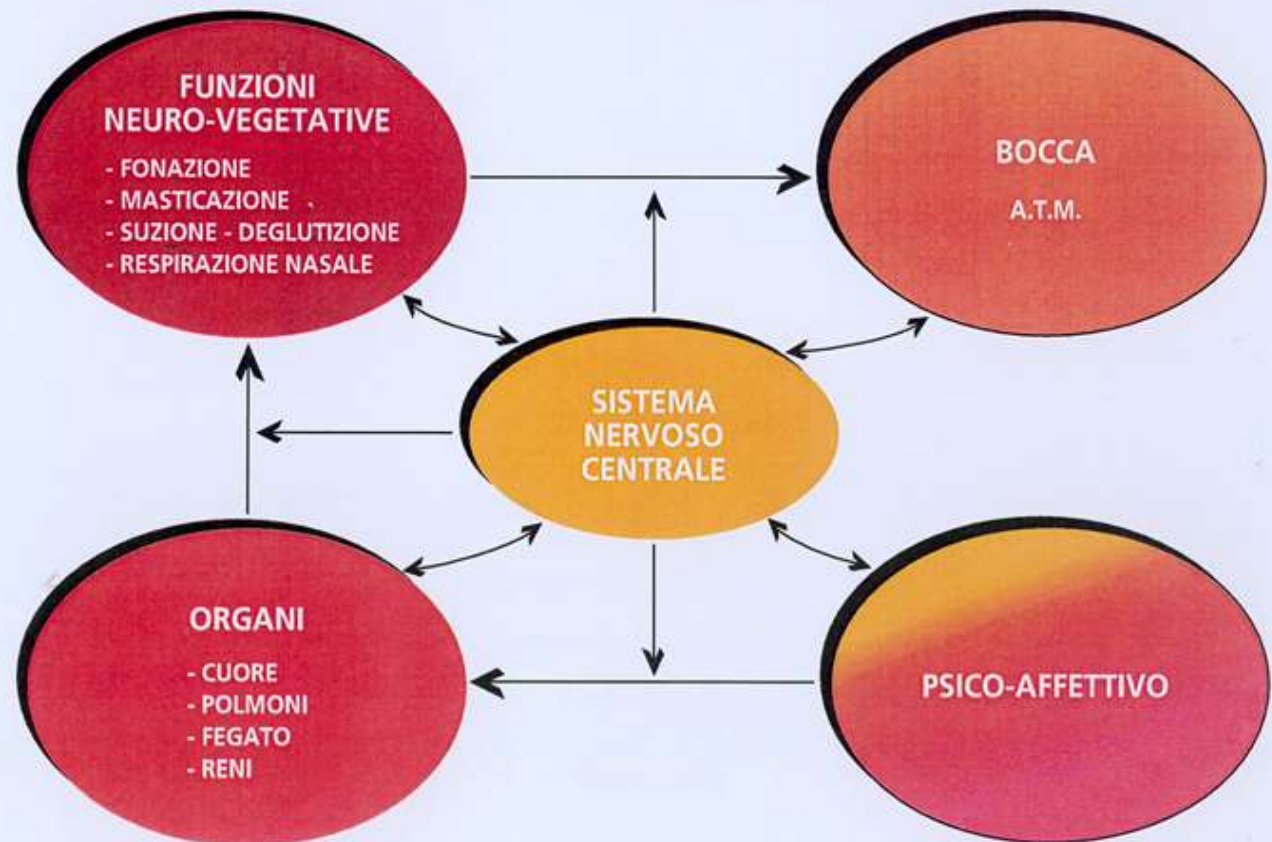 FUNZIONI
NEURO-VEGETATIVE
- FONAZIONE
- MASTICAZIONE
- SUZIONE - DEGLUTIZIONE
- RESPIRAZIONE NASALE
BOCCA
A.T.M.
SISTEMA
NERVOSO
CENTRALE
ORGANI
- CUORE
- POLMONI
- FEGATO
- RENI
PSICO-AFFETTIVO